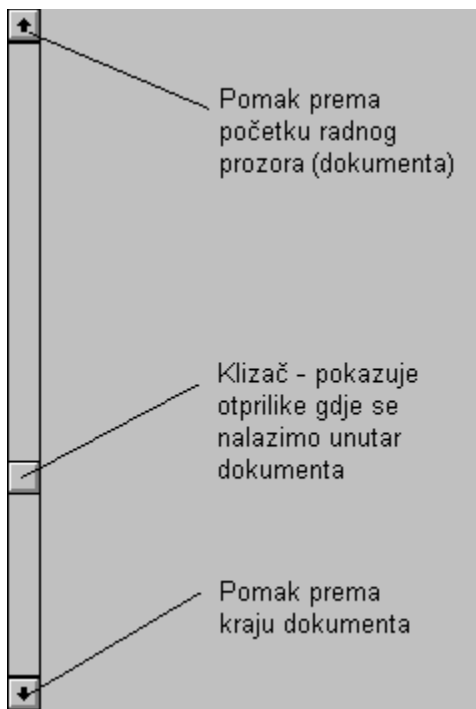 Pomak prema
početku radnog
prozora (dokumenta)
Klizač - pokazuje
otprilike gdje se
nalazimo unutar
dokumenta
Pomak prema
kraju dokumenta